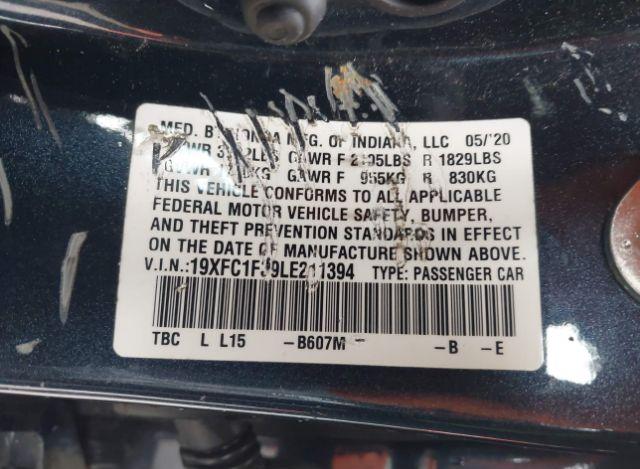 MFD. BY HONDA MFG. OF INDIANA, LLC 05/20
GAWR F R 1829LBS
GAWR F 955KG R 830KG
THIS VEHICLE CONFORMS TO ALL APPLICABLE
FEDERAL MOTOR VEHICLE SAFETY, BUMPER,
AND THEFT PREVENTION STANDARDS IN EFFECT
ON THE DATE OF MANUFACTURE SHOWN ABOVE.
V.I.N.: TYPE: PASSENGER CAR
TBC L L15 -B607M -B -E